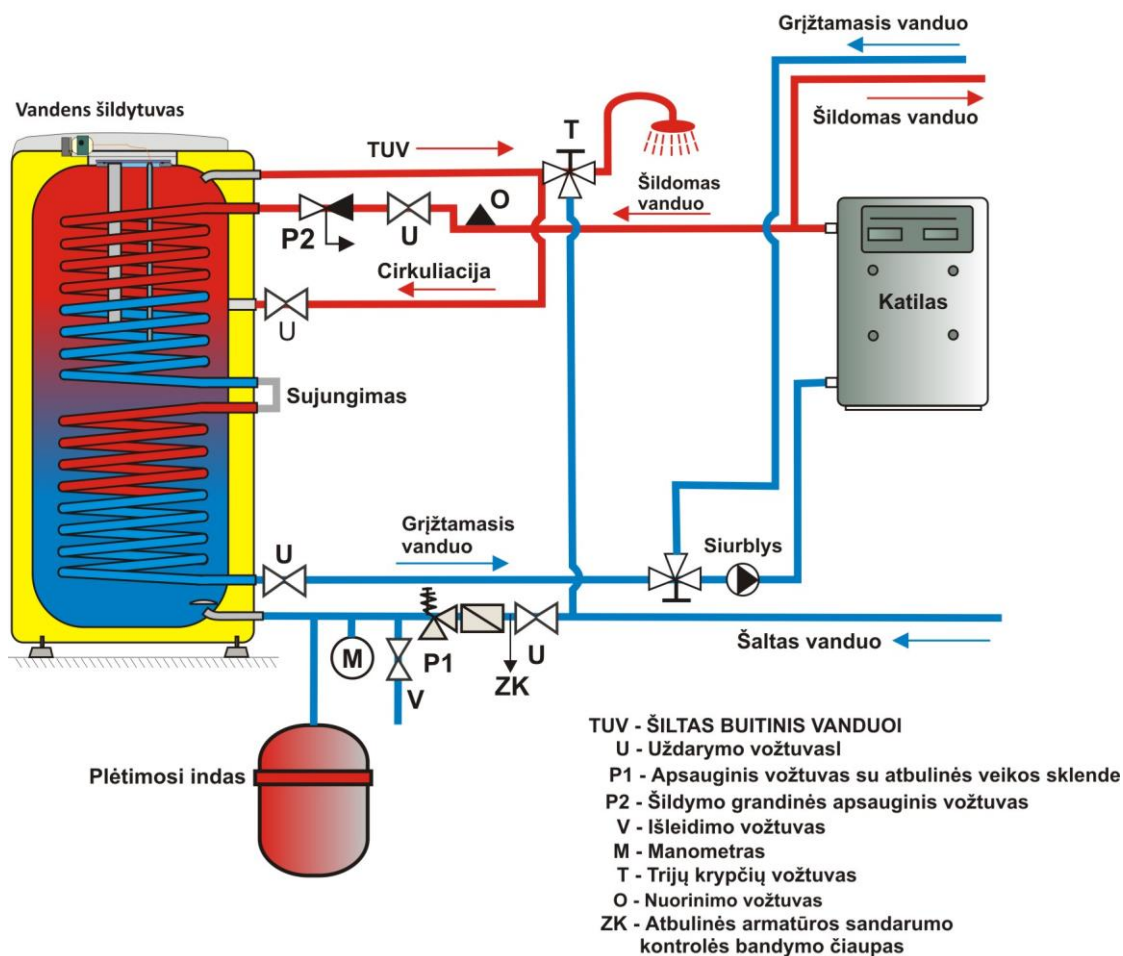 Grįžtamasis vanduo
Vandens šildytuvas
Šildomas vanduo
TUV
T
Šildomas
vanduo
O
P2
U
Cirkuliacija
U
Katilas
Sujungimas
Grįžtamasis
vanduo
U
Siurblys
M
V
P1
ZK
U
Šaltas vanduo
Plėtimosi indas
TUV - ŠILTAS BUITINIS VANDUOI
U - Uždarymo vožtuvasI
P1 - Apsauginis vožtuvas su atbulinės veikos sklende
P2 - Šildymo grandinės apsauginis vožtuvas
V - Išleidimo vožtuvas
M - Manometras
T - Trijų krypčių vožtuvas
O - Nuorinimo vožtuvas
ZK - Atbulinės armatūros sandarumo
kontrolės bandymo čiaupas